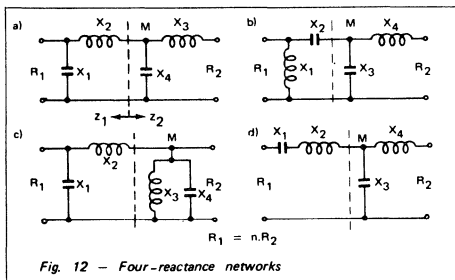 a)
X2
M
X3
R1
X1
X4
R2
z1
z2
b)
X2
M
X4
R1
X1
X3
R2
c)
M
X2
R1
X1
X3
X4
R2
d)
X1
X2
M
X4
R1
X3
R2
R1 = n.R2
Fig. 12 – Four-reactance networks